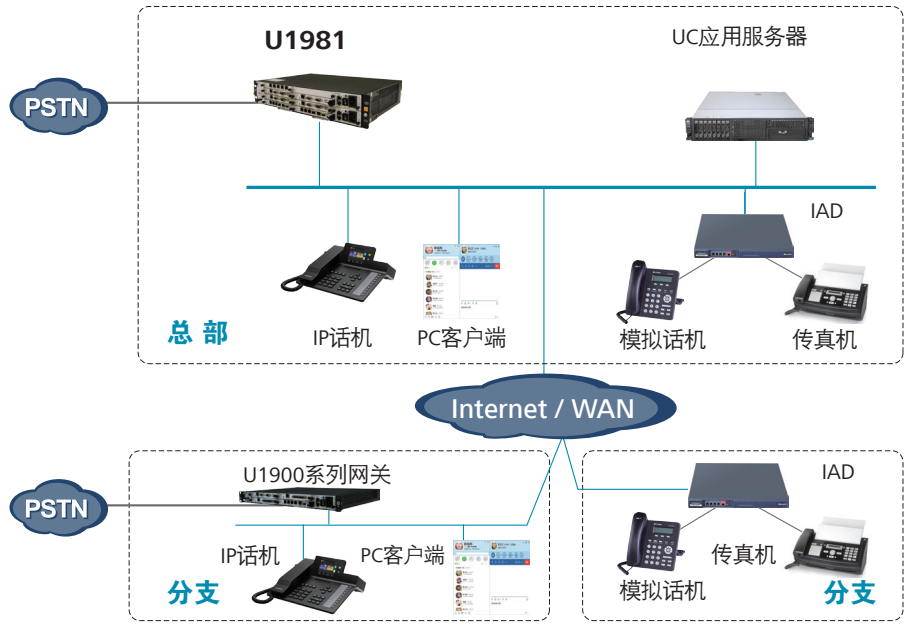 U1981
UC应用服务器
PSTN
IAD
总部
IP话机
PC客户端
模拟话机
传真机
Internet / WAN
U1900系列网关
IAD
PSTN
IP话机
PC客户端
传真机
模拟话机
分支
分支